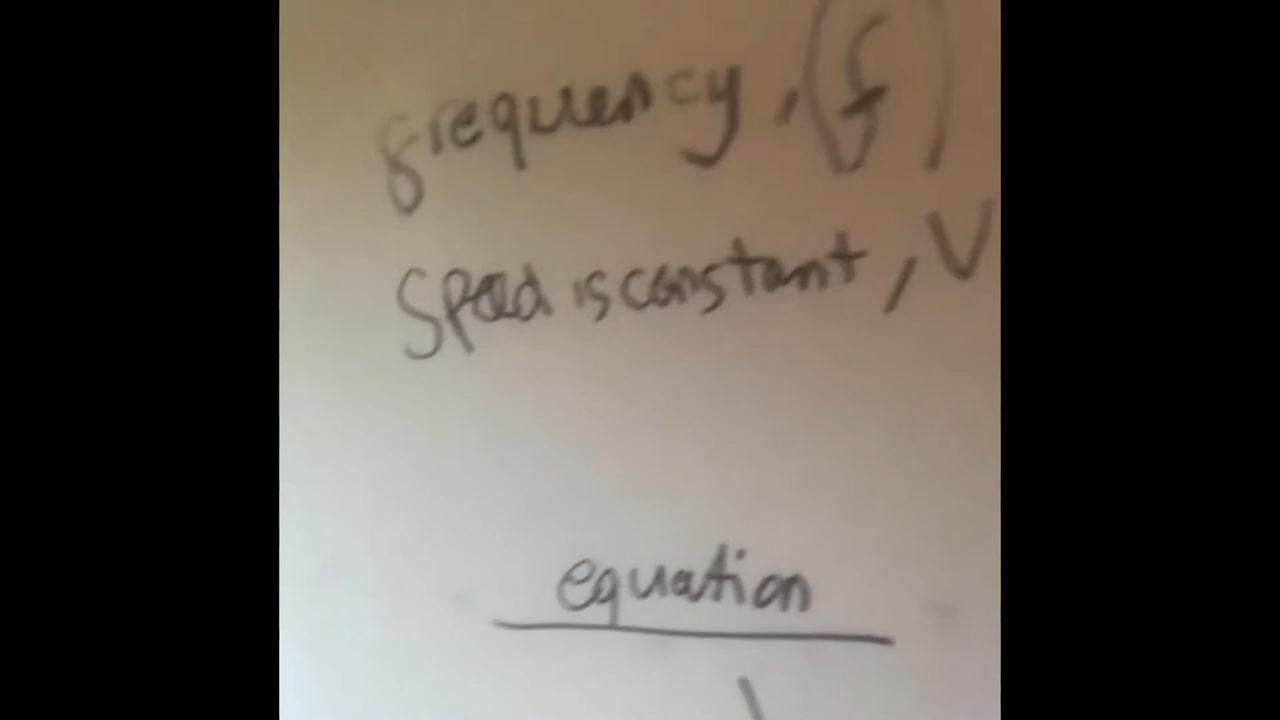 frequency, (f)
Speed is constant, V
equation